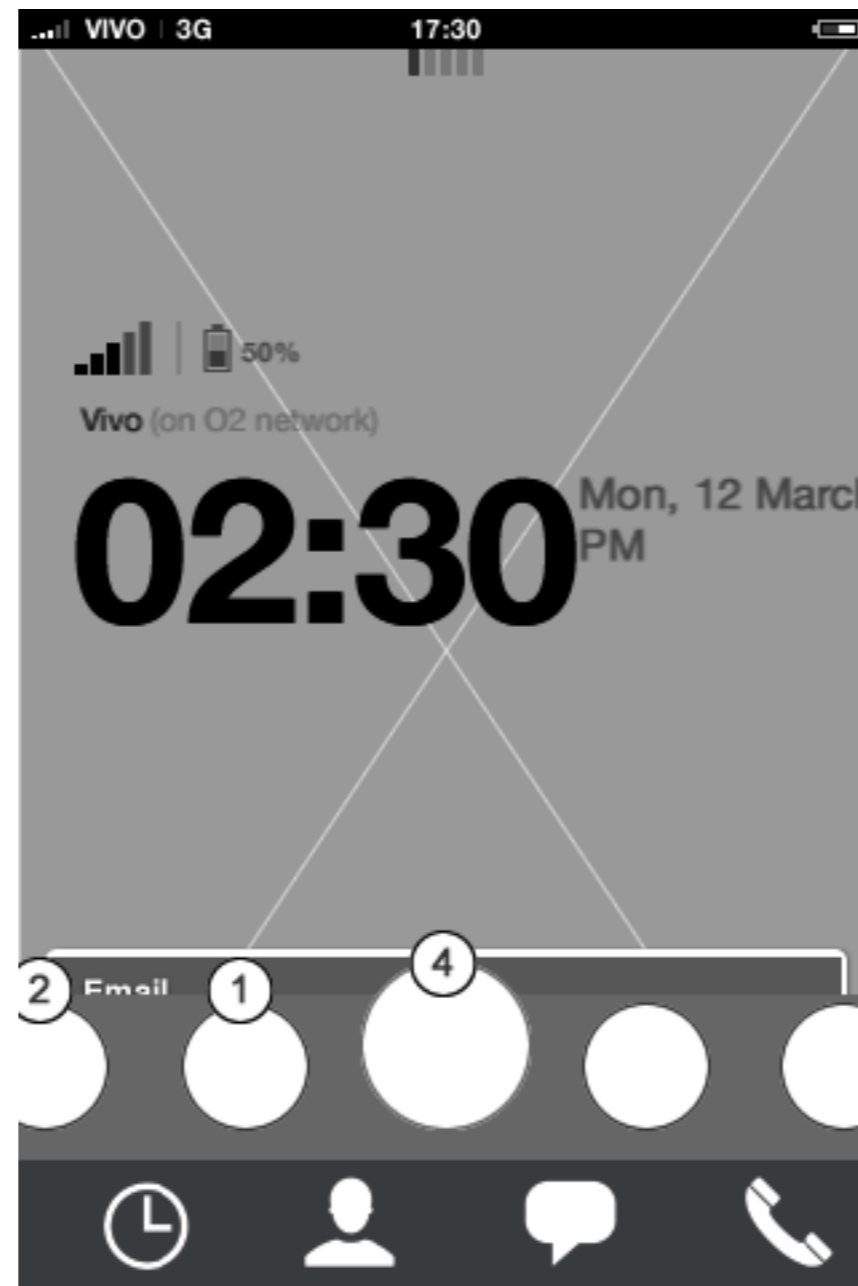 VIVO 3G 17:30
50%
Vivo (on O2 network)
02:30
Mon, 12 March
PM
Email
2 1 4